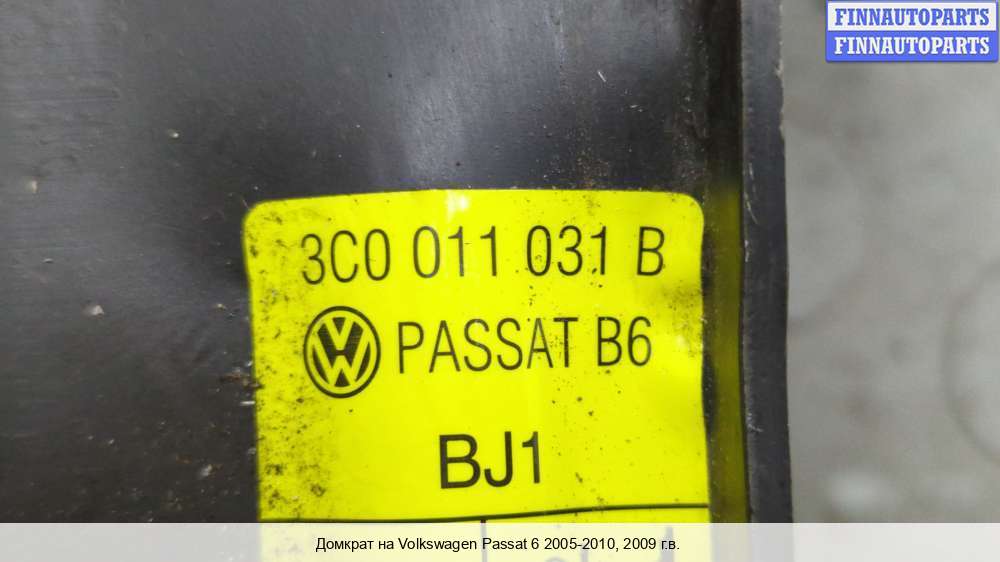 FINNAUTOPARTS
FINNAUTOPARTS
3C0 011 031 B
PASSAT B6
BJ1
Домкрат на Volkswagen Passat 6 2005-2010, 2009 г.в.